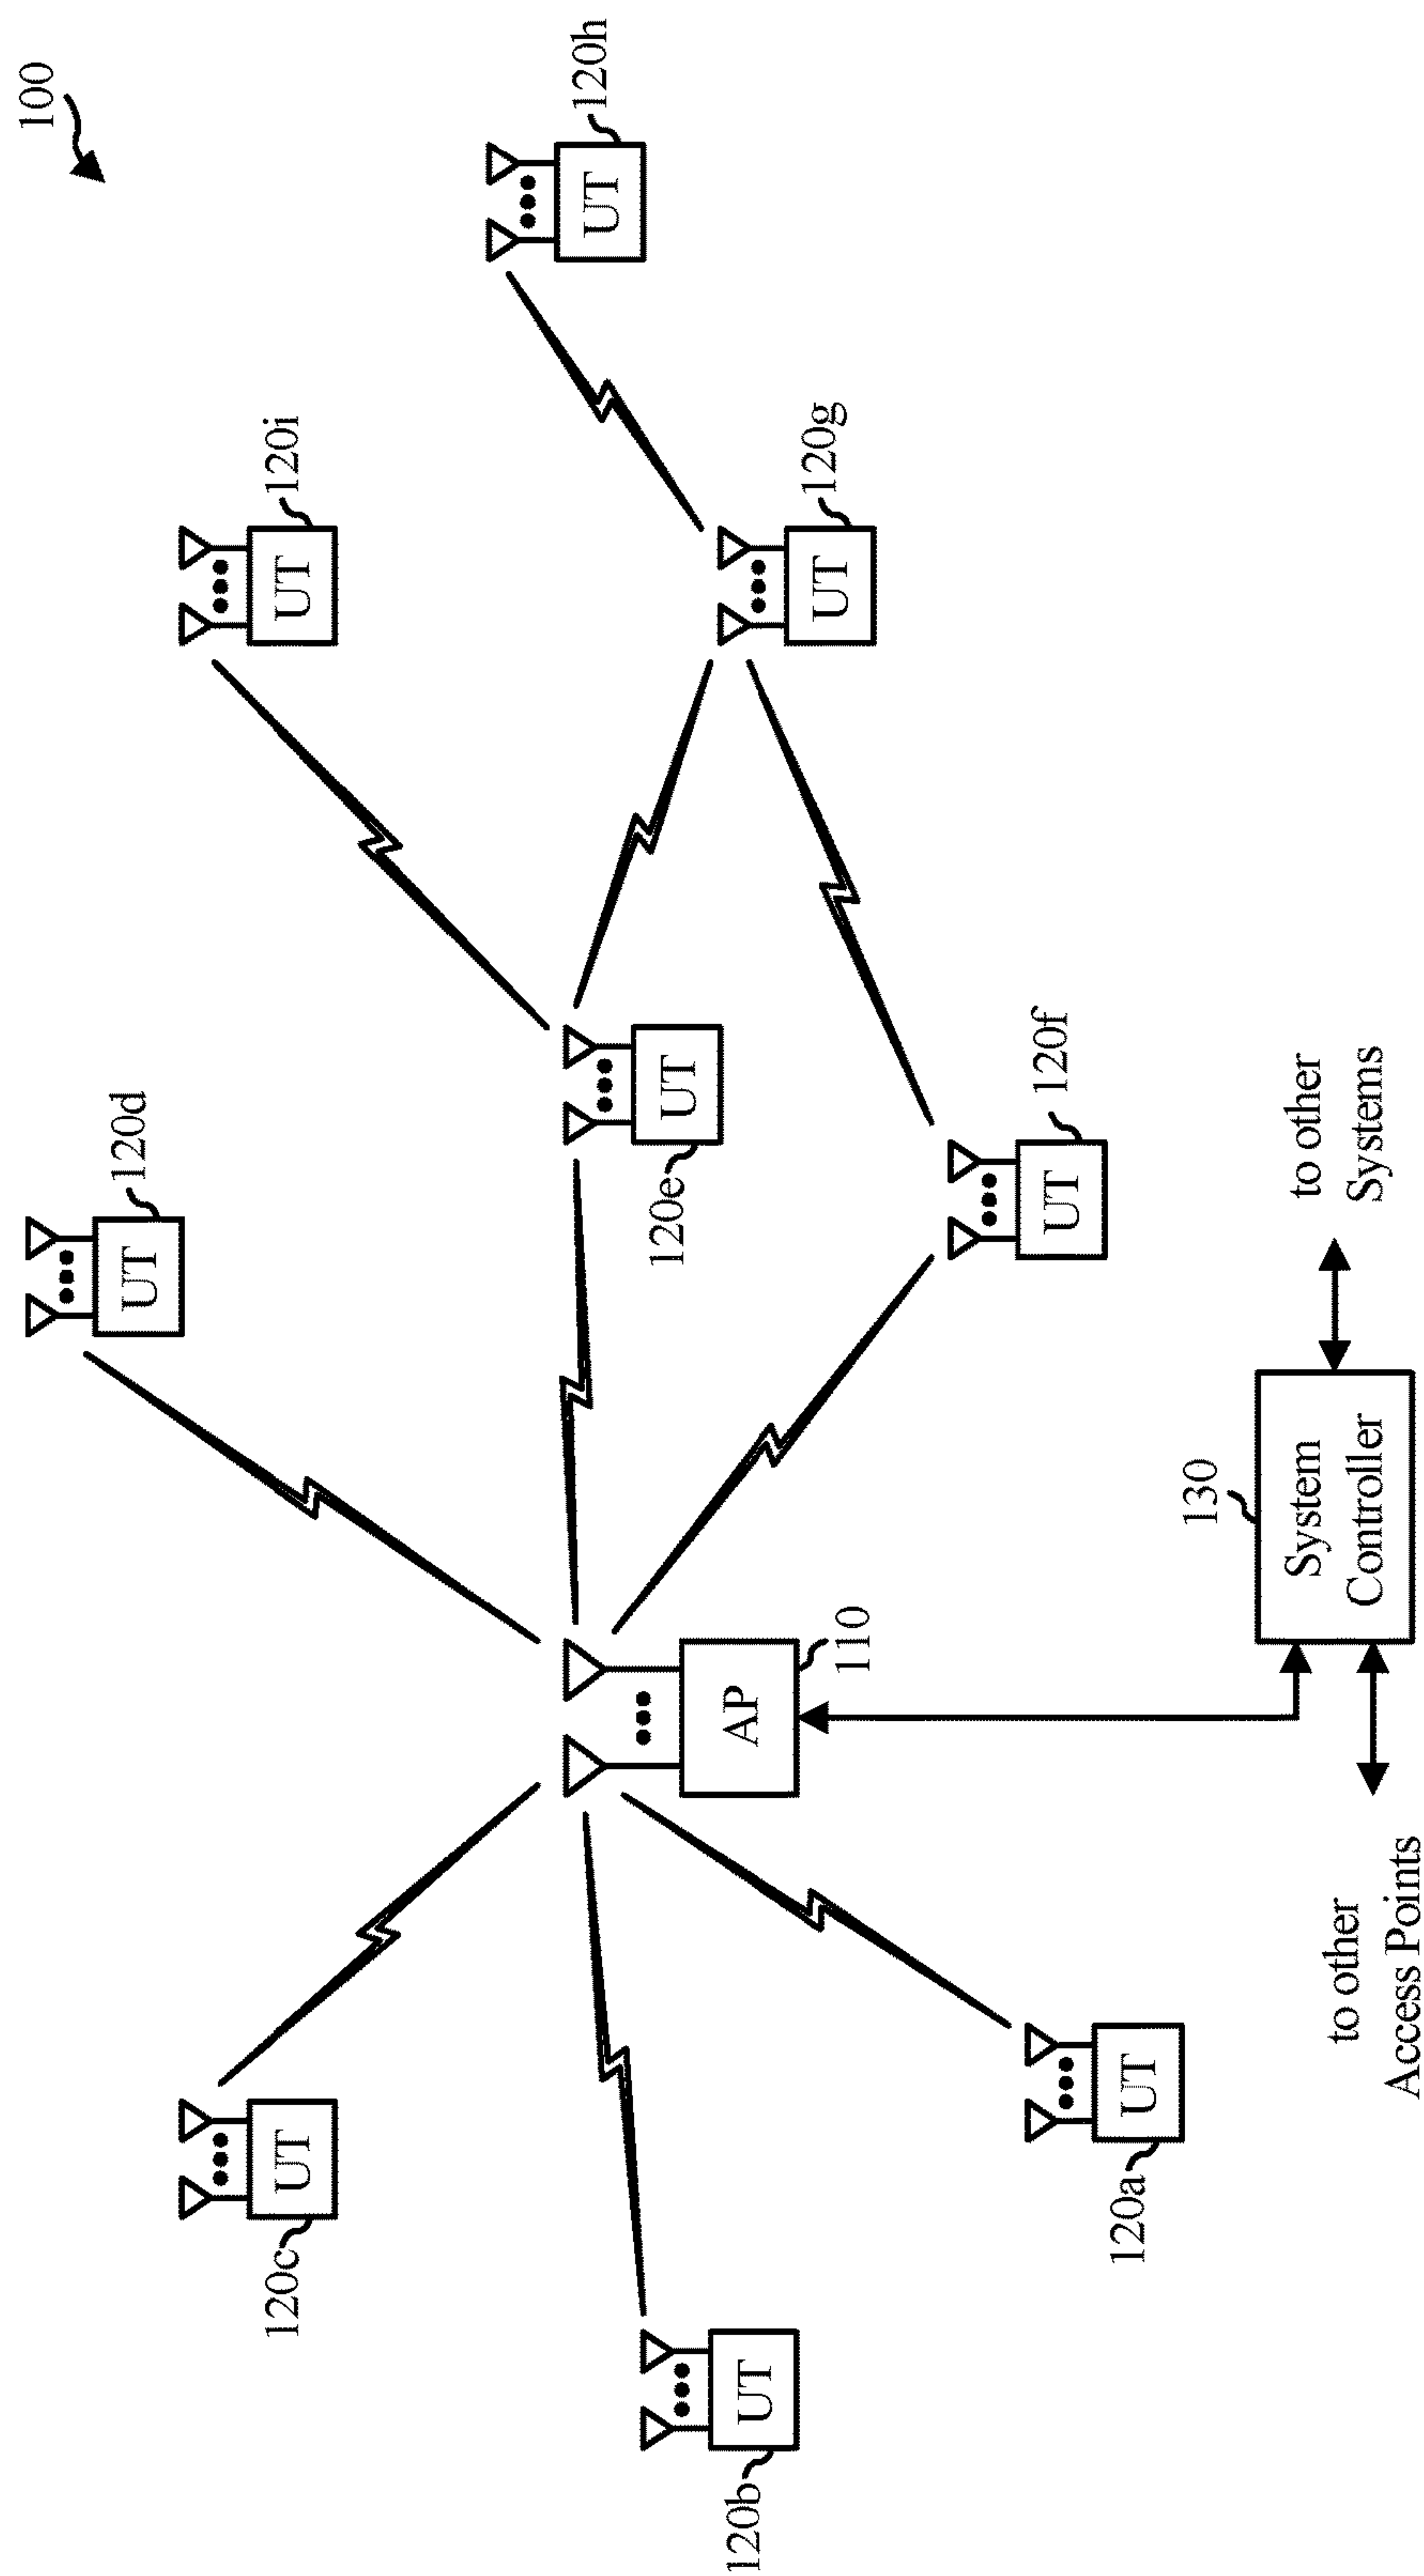 100
UT
120d
UT
120c
UT
120i
UT
120h
UT
120e
AP
110
UT
120b
UT
120g
UT
120f
UT
120a
130
System
Controller
to other
Systems
to other
Access Points